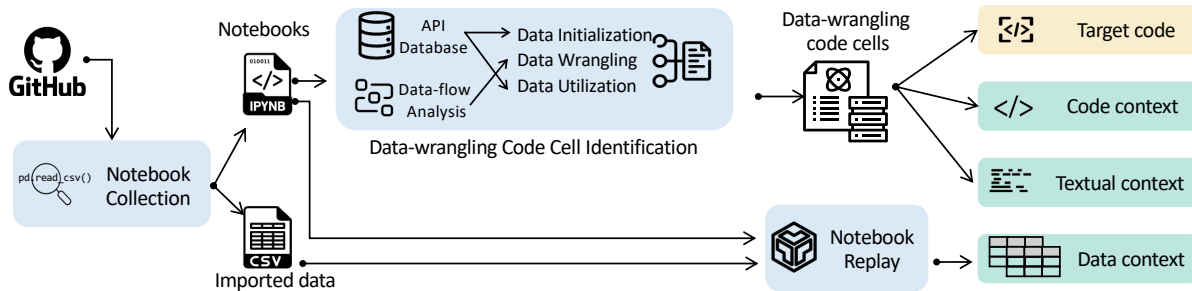 GitHub
pd.read_csv()
Notebook
Collection
Notebooks
010011
</>
IPYNB
CSV
Imported data
API
Database
Data-flow
Analysis
Data Initialization
Data Wrangling
Data Utilization
Data-wrangling Code Cell Identification
Data-wrangling
code cells
Notebook
Replay
</>
Target code
</>
Code context
Textual context
Data context